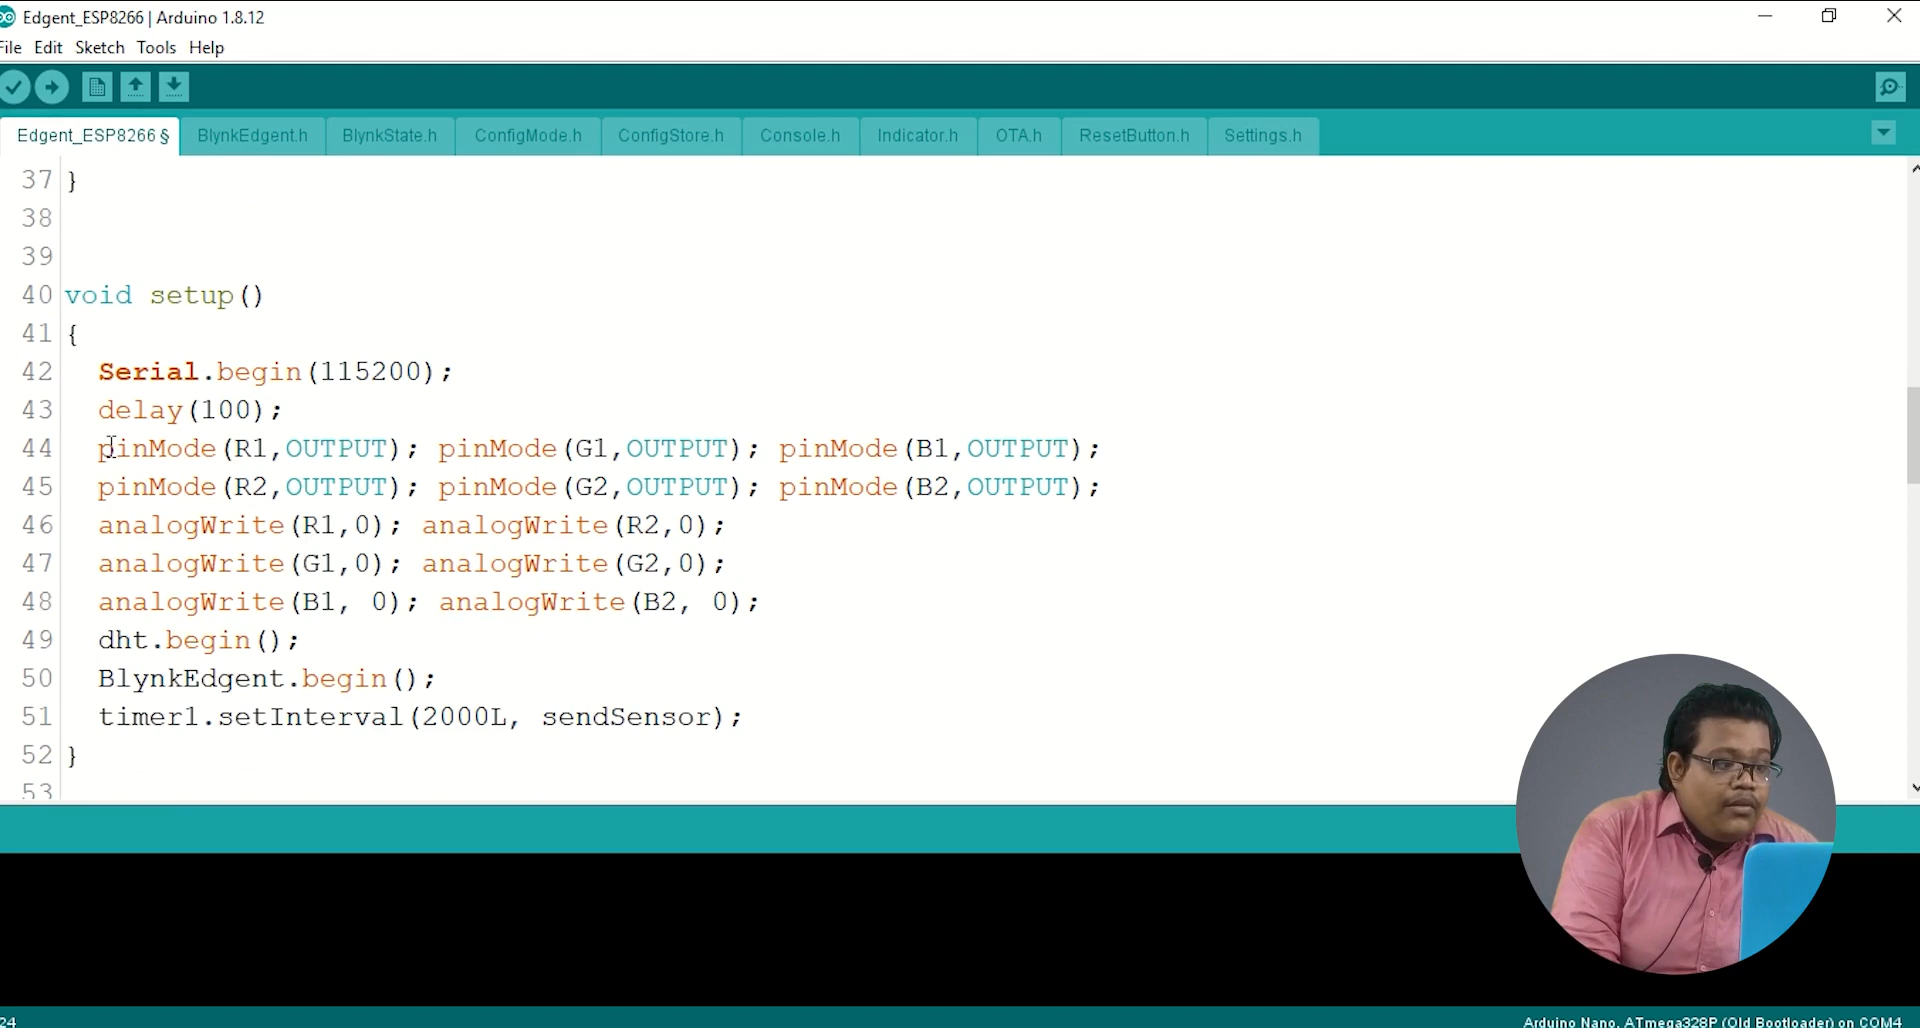 Edgent_ESP8266 | Arduino 1.8.12
File Edit Sketch Tools Help
Edgent_ESP8266 § BlynkEdgent.h BlynkState.h ConfigMode.h ConfigStore.h Console.h Indicator.h OTA.h ResetButton.h Settings.h
37 }
38
39
40 void setup()
41 {
42 Serial.begin(115200);
43 delay(100);
44 pinMode(R1,OUTPUT); pinMode(G1,OUTPUT); pinMode(B1,OUTPUT);
45 pinMode(R2,OUTPUT); pinMode(G2,OUTPUT); pinMode(B2,OUTPUT);
46 analogWrite(R1,0); analogWrite(R2,0);
47 analogWrite(G1,0); analogWrite(G2,0);
48 analogWrite(B1, 0); analogWrite(B2, 0);
49 dht.begin();
50 BlynkEdgent.begin();
51 timer1.setInterval(2000L, sendSensor);
52 }
53
24 Arduino Nano, ATmega328P (Old Bootloader) on COM4